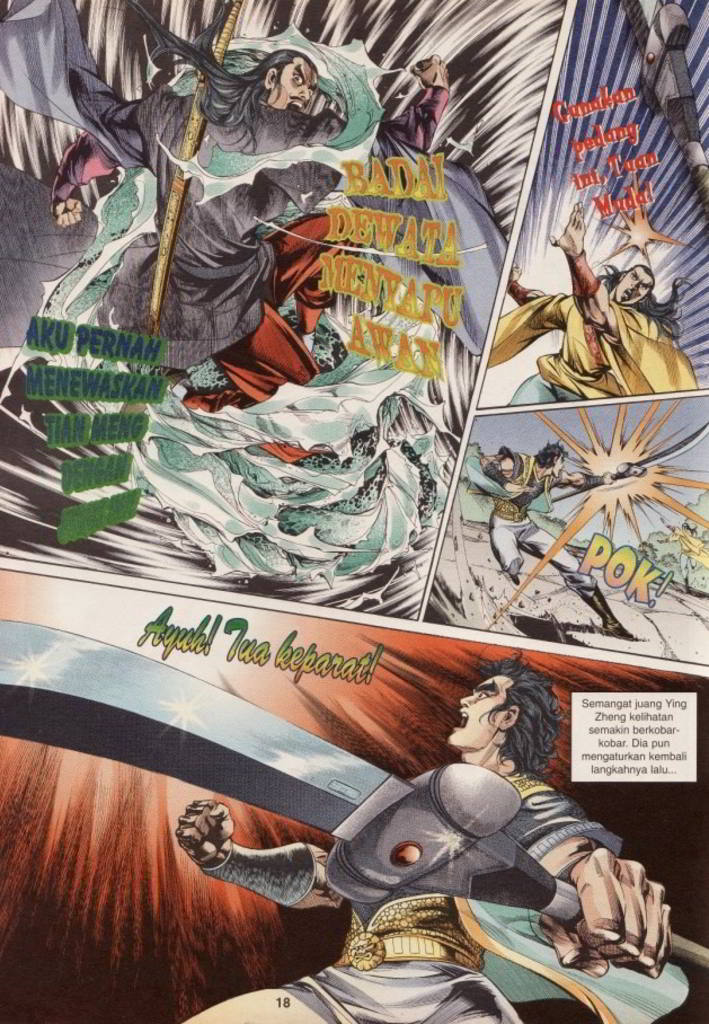 BADAI
DEWATA
MENYAPU
AWAN
AKU PERNAH
MENEWASKAN
TIAN MENG
DENGAN
Gunakan
pedang
ini, Tuan
Muda!
POK!
Ayuh! Tua keparat!
Semangat juang Ying
Zheng kelihatan
semakin berkobar-
kobar. Dia pun
mengaturkan kembali
langkahnya lalu...
18